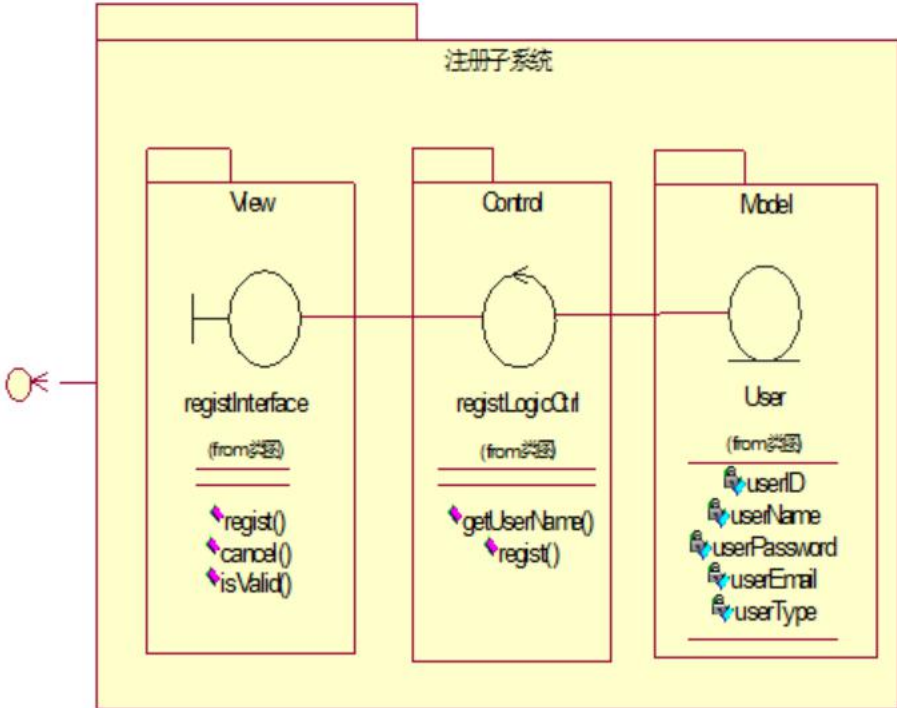 注册子系统
View
registInterface
(from类图)
regist()
cancel()
isValid()
Control
registLogicCtrl
(from类图)
getUserName()
regist()
Model
User
(from类图)
userID
userName
userPassword
userEmail
userType